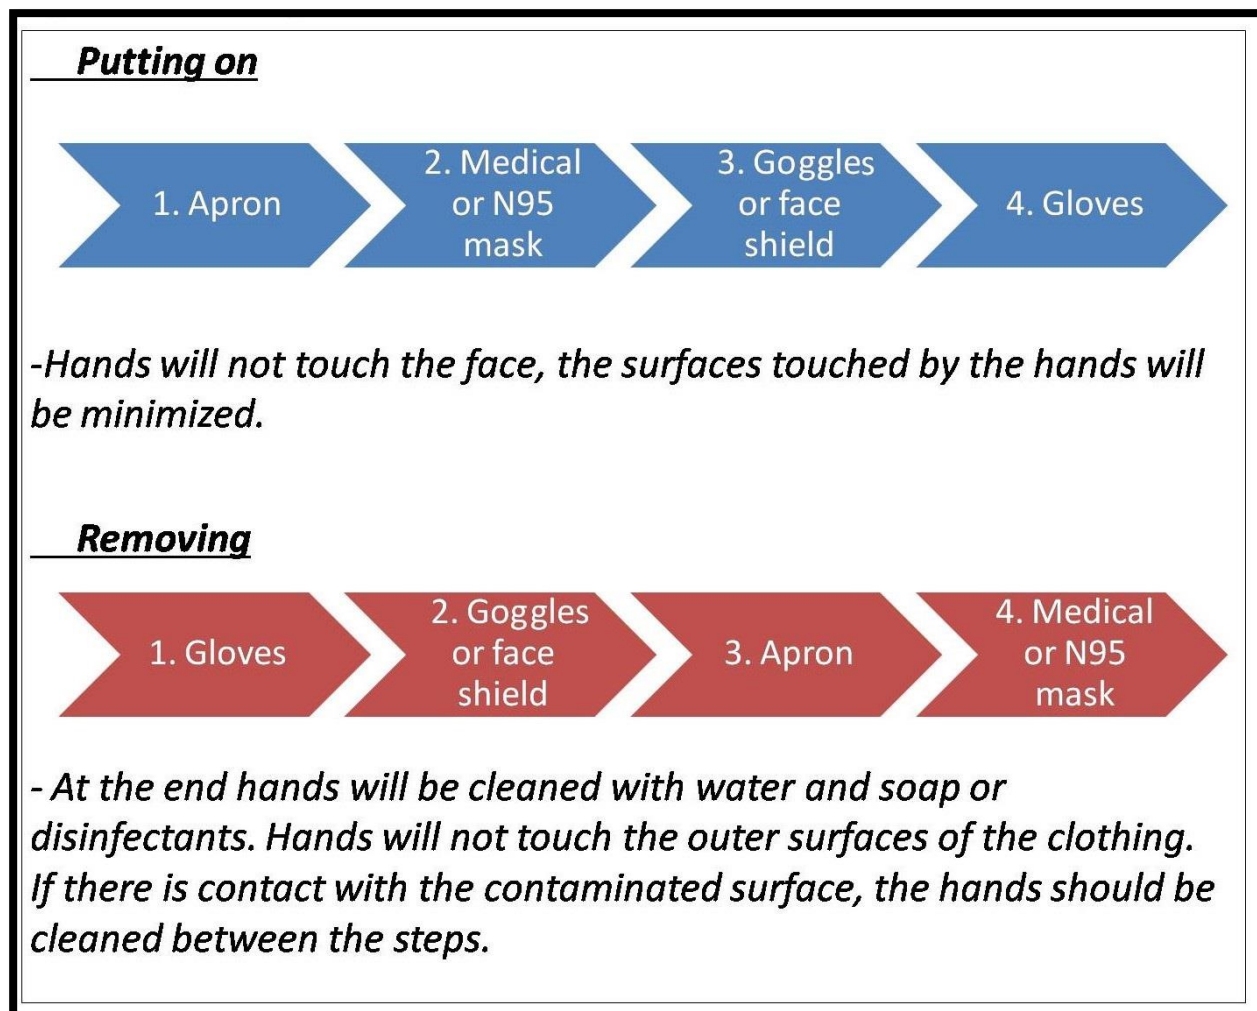 Putting on
1. Apron
2. Medical
or N95
mask
3. Goggles
or face
shield
4. Gloves
-Hands will not touch the face, the surfaces touched by the hands will
be minimized.
Removing
1. Gloves
2. Goggles
or face
shield
3. Apron
4. Medical
or N95
mask
- At the end hands will be cleaned with water and soap or
disinfectants. Hands will not touch the outer surfaces of the clothing.
If there is contact with the contaminated surface, the hands should be
cleaned between the steps.